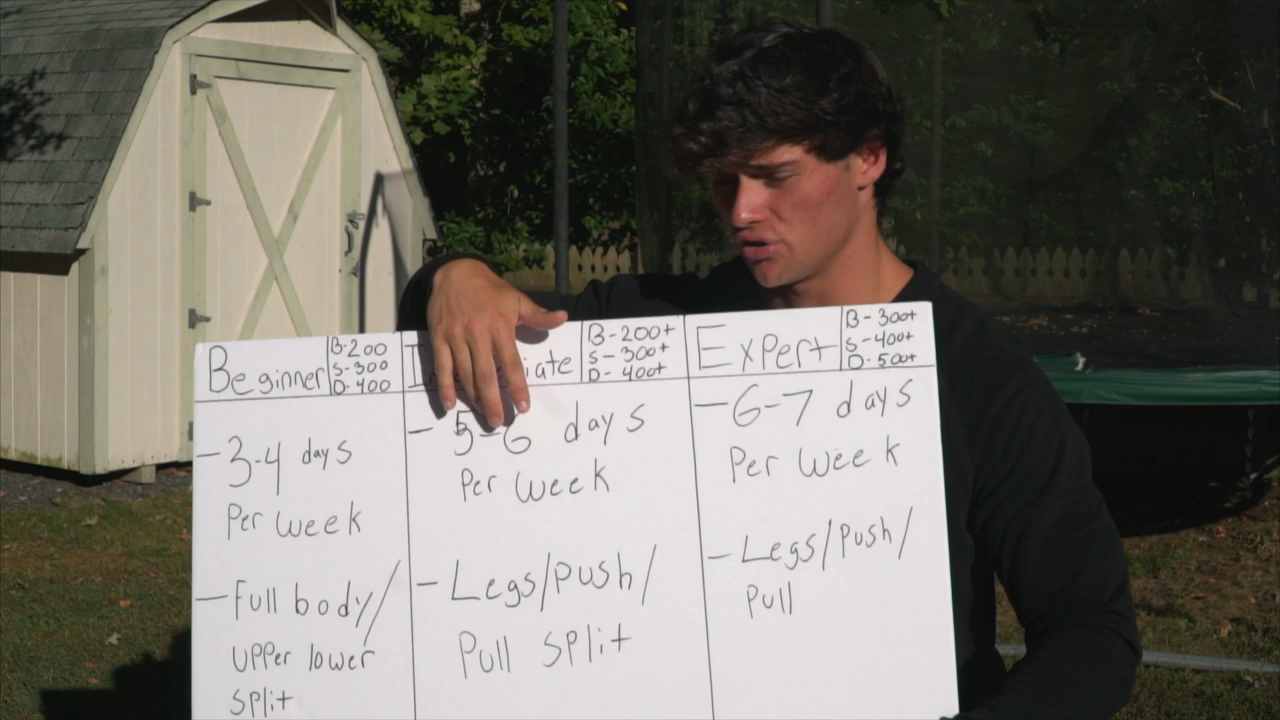 Beginner
B-200
S-300
D-400
B-200+
S-300+
D-400+
Expert
B-300+
S-400+
D-500+
-3-4 days
Per week
-Full body/
upper lower
split
-5-6 days
Per week
-Legs/push/
Pull split
-6-7 days
Per week
-Legs/Push/
Pull